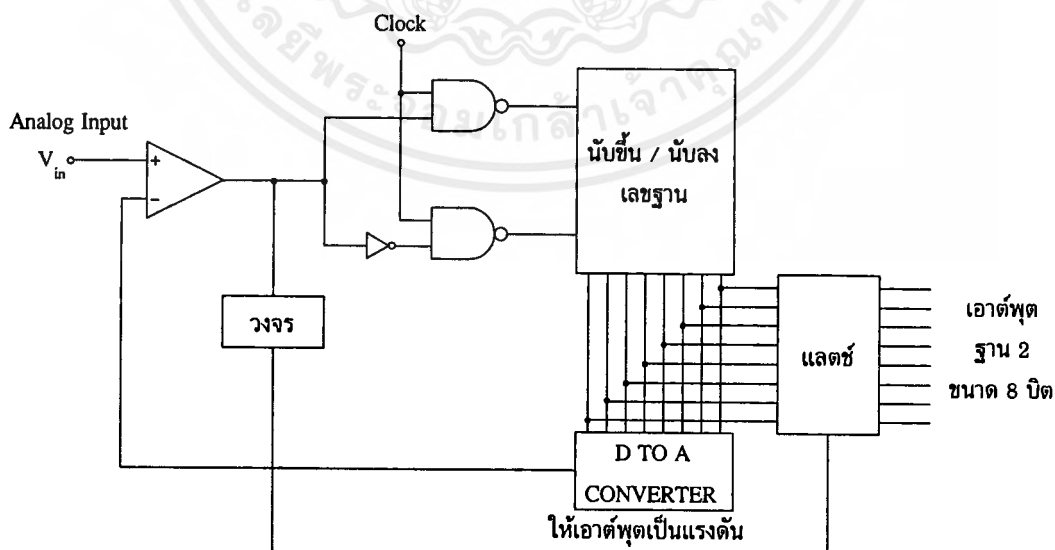 Clock
Analog Input
V in
+
-
นับขึ้น / นับลง
เลขฐาน
วงจร
แลตช์
เอาต์พุต
ฐาน 2
ขนาด 8 บิต
D TO A
CONVERTER
ให้เอาต์พุตเป็นแรงดัน